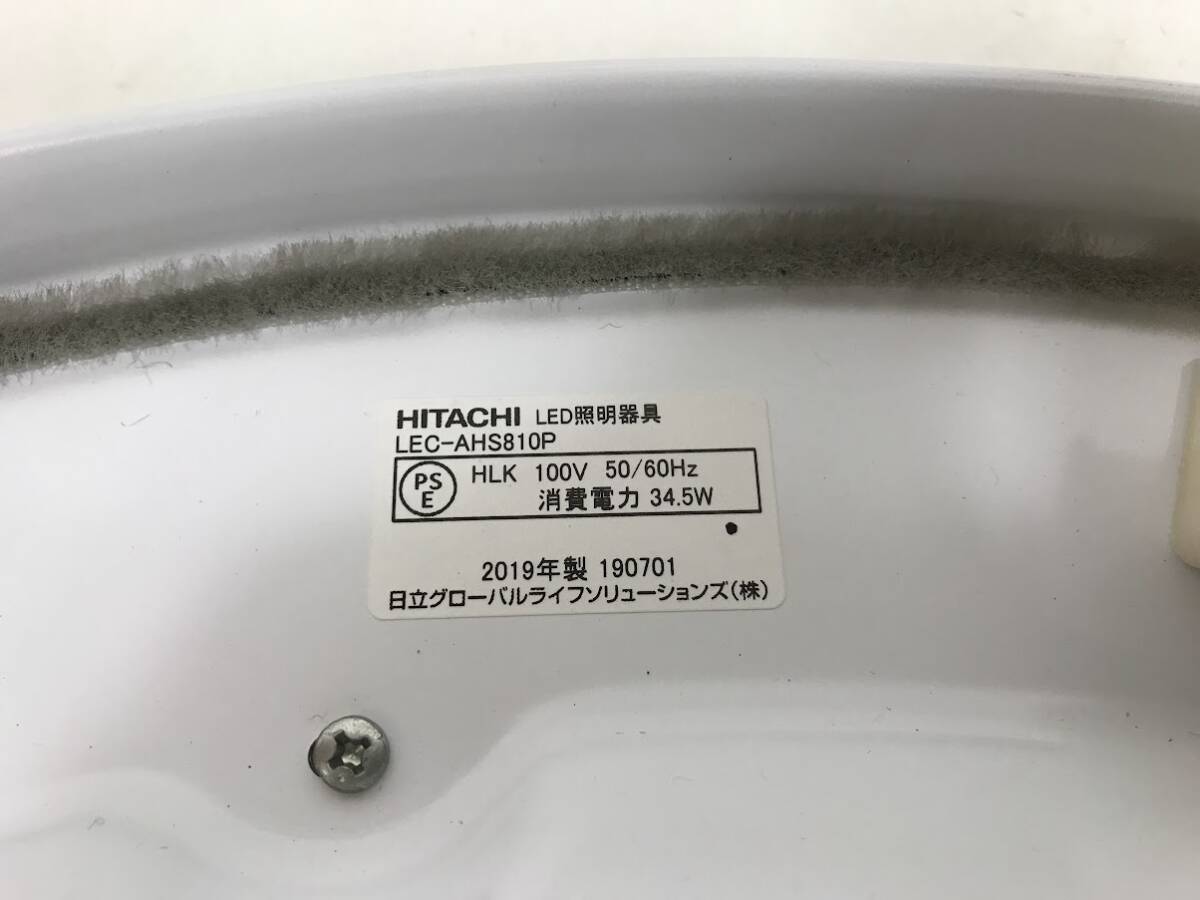 HITACHI LED照明器具
LEC-AHS810P
PS
E
HLK 100V 50/60Hz
消費電力 34.5W
2019年製 190701
日立グローバルライフソリューションズ(株)